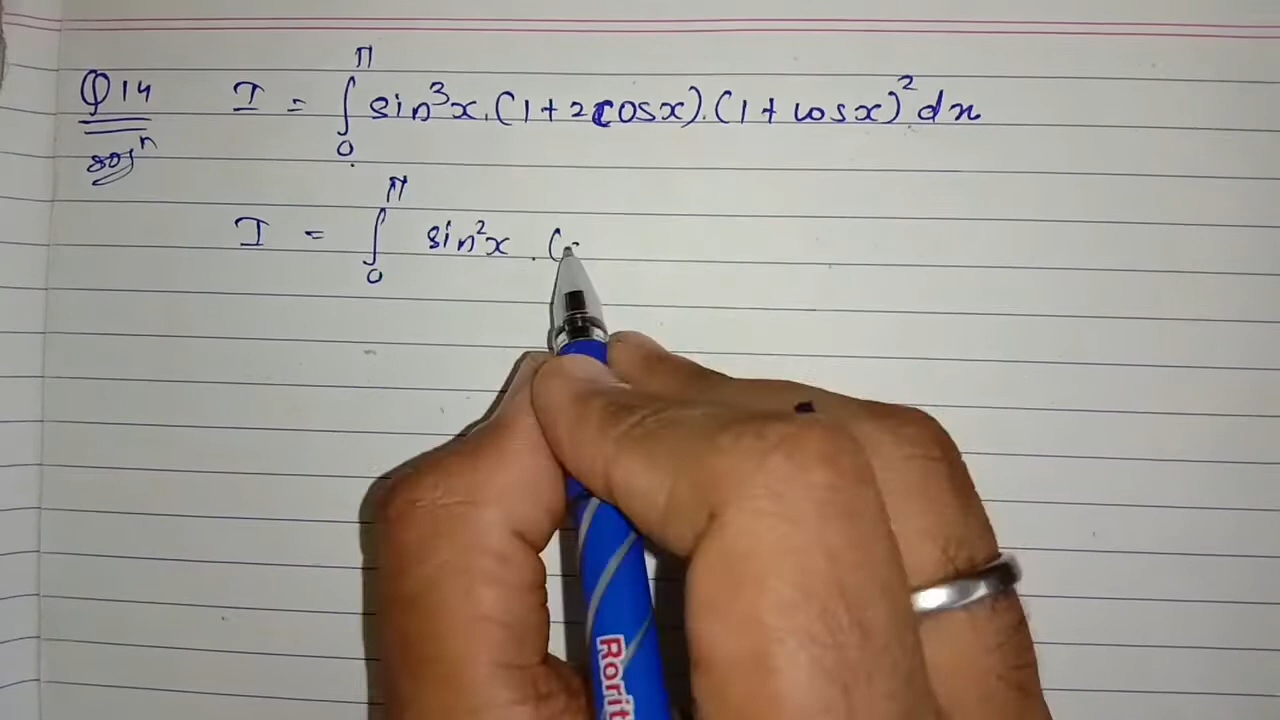 Q14 I = ∫₀^π sin³x.(1+2cosx).(1+cosx)² dx
solⁿ
I = ∫₀^π sin²x . (
Rorit